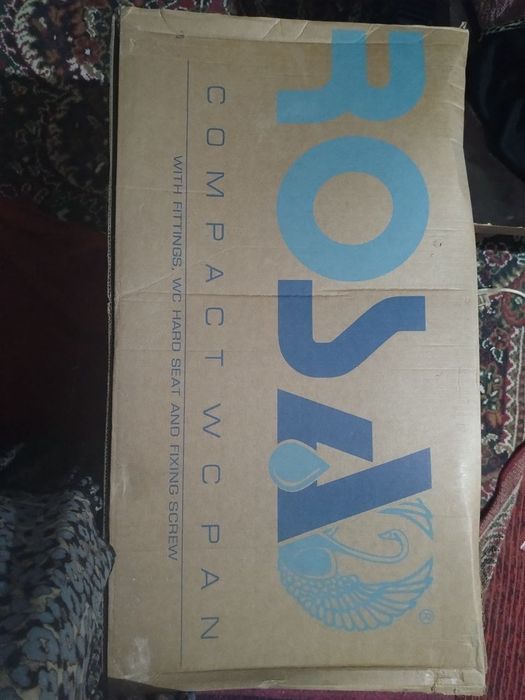 ROSA
®
COMPACT WC PAN
WITH FITTINGS, WC HARD SEAT AND FIXING SCREW